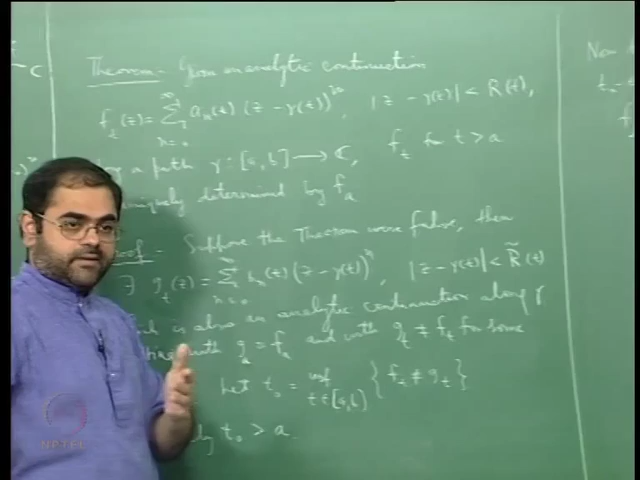 Theorem:- Given an analytic continuation
f_t(z) = Σ_{n=0}^∞ a_n(t) (z - γ(t))^n, |z - γ(t)| < R(t),
a path γ: [a,b] → ℂ, f_t for t > a
uniquely determined by f_a
Proof:- Suppose the Theorem were false, then
∃ g_t(z) = Σ_{n=0}^∞ b_n(t) (z - γ(t))^n, |z - γ(t)| < R̃(t)
is also an analytic continuation along γ
with g_a = f_a and with g_t ≠ f_t for some
Let t_0 = inf_{t∈[a,b]} {f_t ≠ g_t}
t_0 > a.
Now
t_0
C
NPTEL